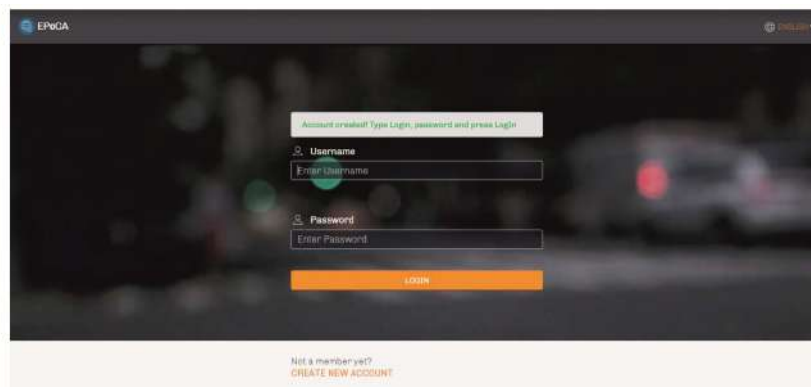 EPoCA
ENGLISH
Account created! Type Login, password and press LogIn
Username
Enter Username
Password
Enter Password
LOGIN
Not a member yet?
CREATE NEW ACCOUNT